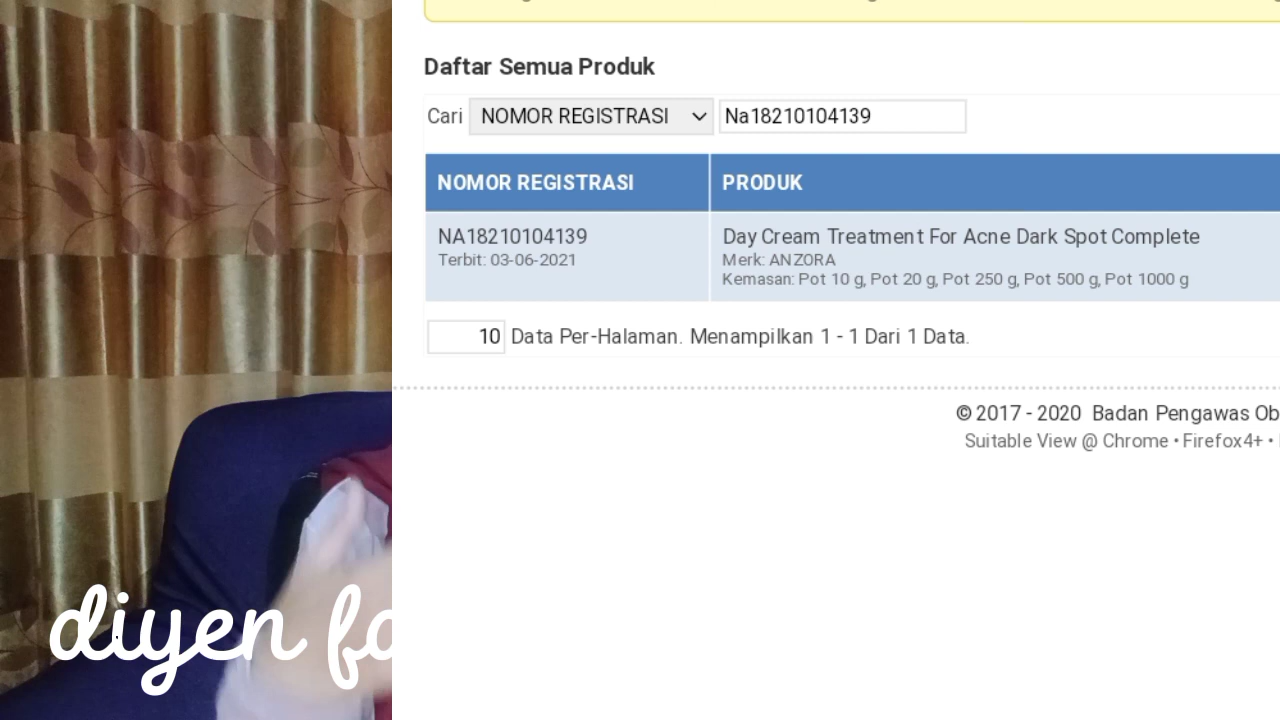 Daftar Semua Produk
Cari NOMOR REGISTRASI Na18210104139
NOMOR REGISTRASI PRODUK
NA18210104139 Day Cream Treatment For Acne Dark Spot Complete
Terbit: 03-06-2021 Merk: ANZORA
Kemasan: Pot 10 g, Pot 20 g, Pot 250 g, Pot 500 g, Pot 1000 g
10 Data Per-Halaman. Menampilkan 1 - 1 Dari 1 Data.
© 2017 - 2020 Badan Pengawas Ob
Suitable View @ Chrome • Firefox4+ •
diyen fa